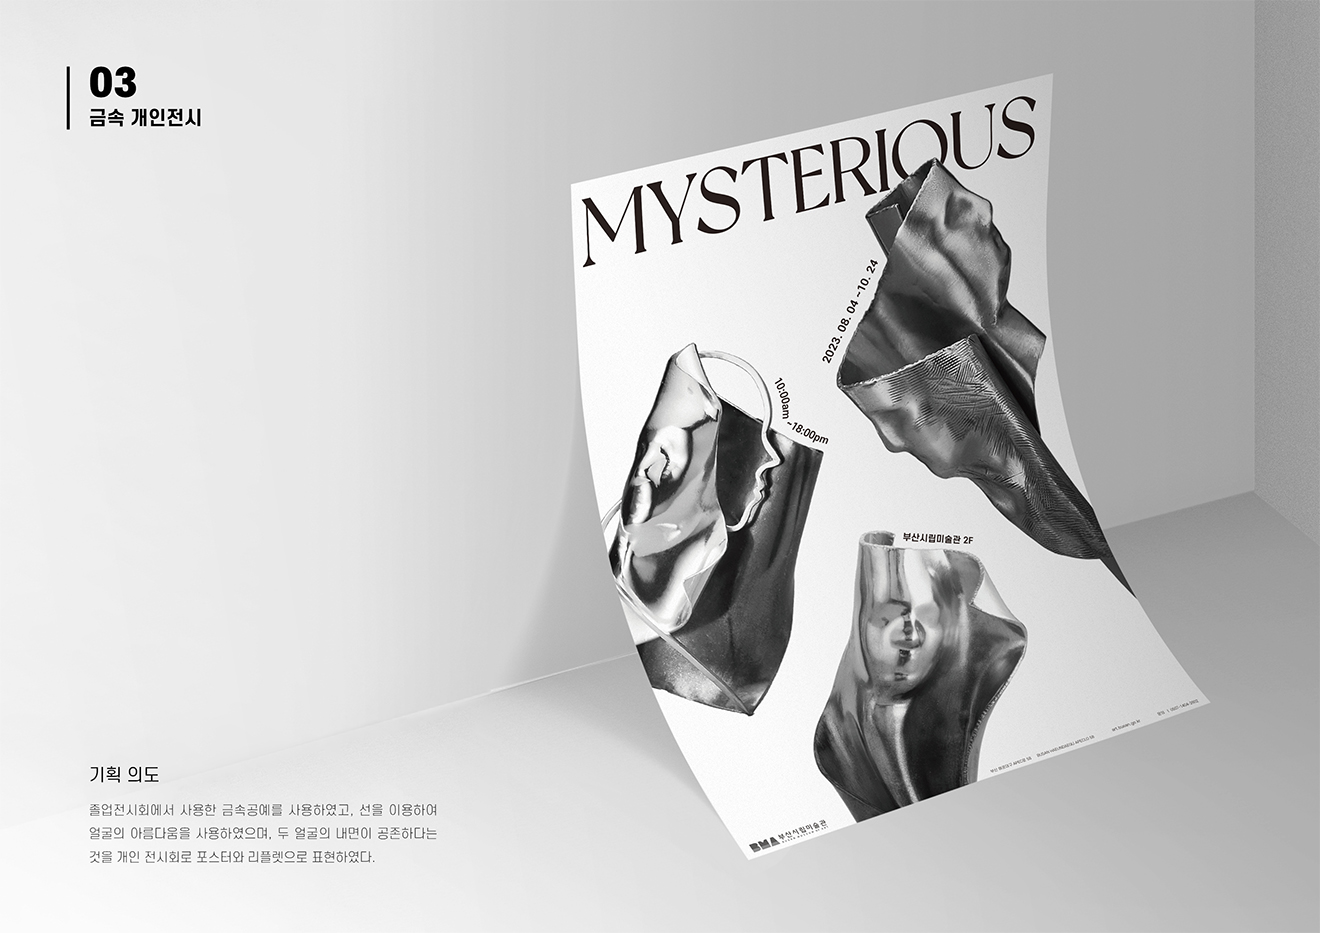 03
금속 개인전시
MYSTERIOUS
2023. 08. 04 ~10. 24
10:00am ~18:00pm
부산시립미술관 2F
art.busan.go.kr
BMA 부산시립미술관
기획 의도
졸업전시회에서 사용한 금속공예를 사용하였고, 선을 이용하여
얼굴의 아름다움을 사용하였으며, 두 얼굴의 내면이 공존하다는
것을 개인 전시회로 포스터와 리플렛으로 표현하였다.